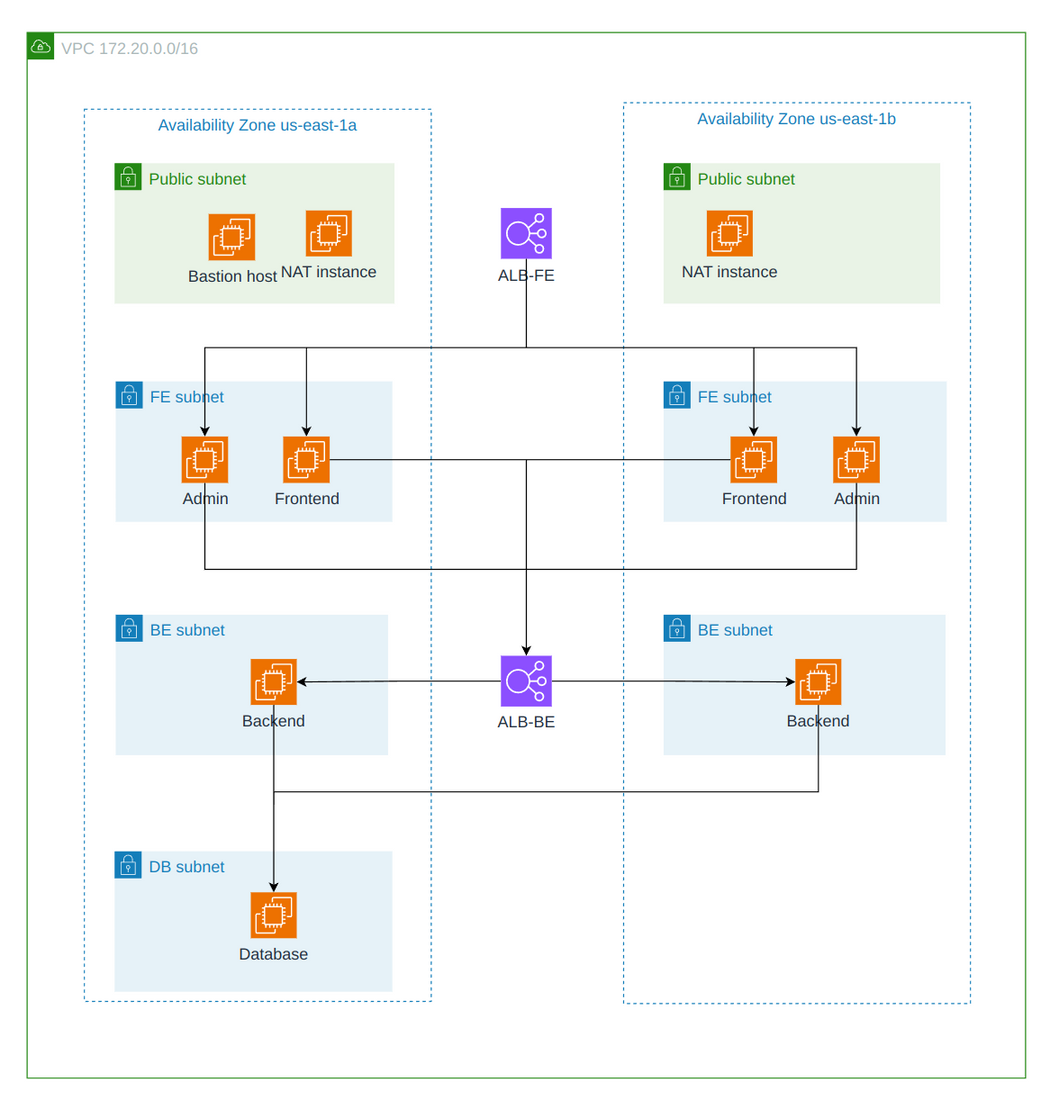 VPC 172.20.0.0/16
Availability Zone us-east-1a
Availability Zone us-east-1b
Public subnet
Public subnet
Bastion host
NAT instance
ALB-FE
NAT instance
FE subnet
FE subnet
Admin
Frontend
Frontend
Admin
BE subnet
BE subnet
Backend
ALB-BE
Backend
DB subnet
Database